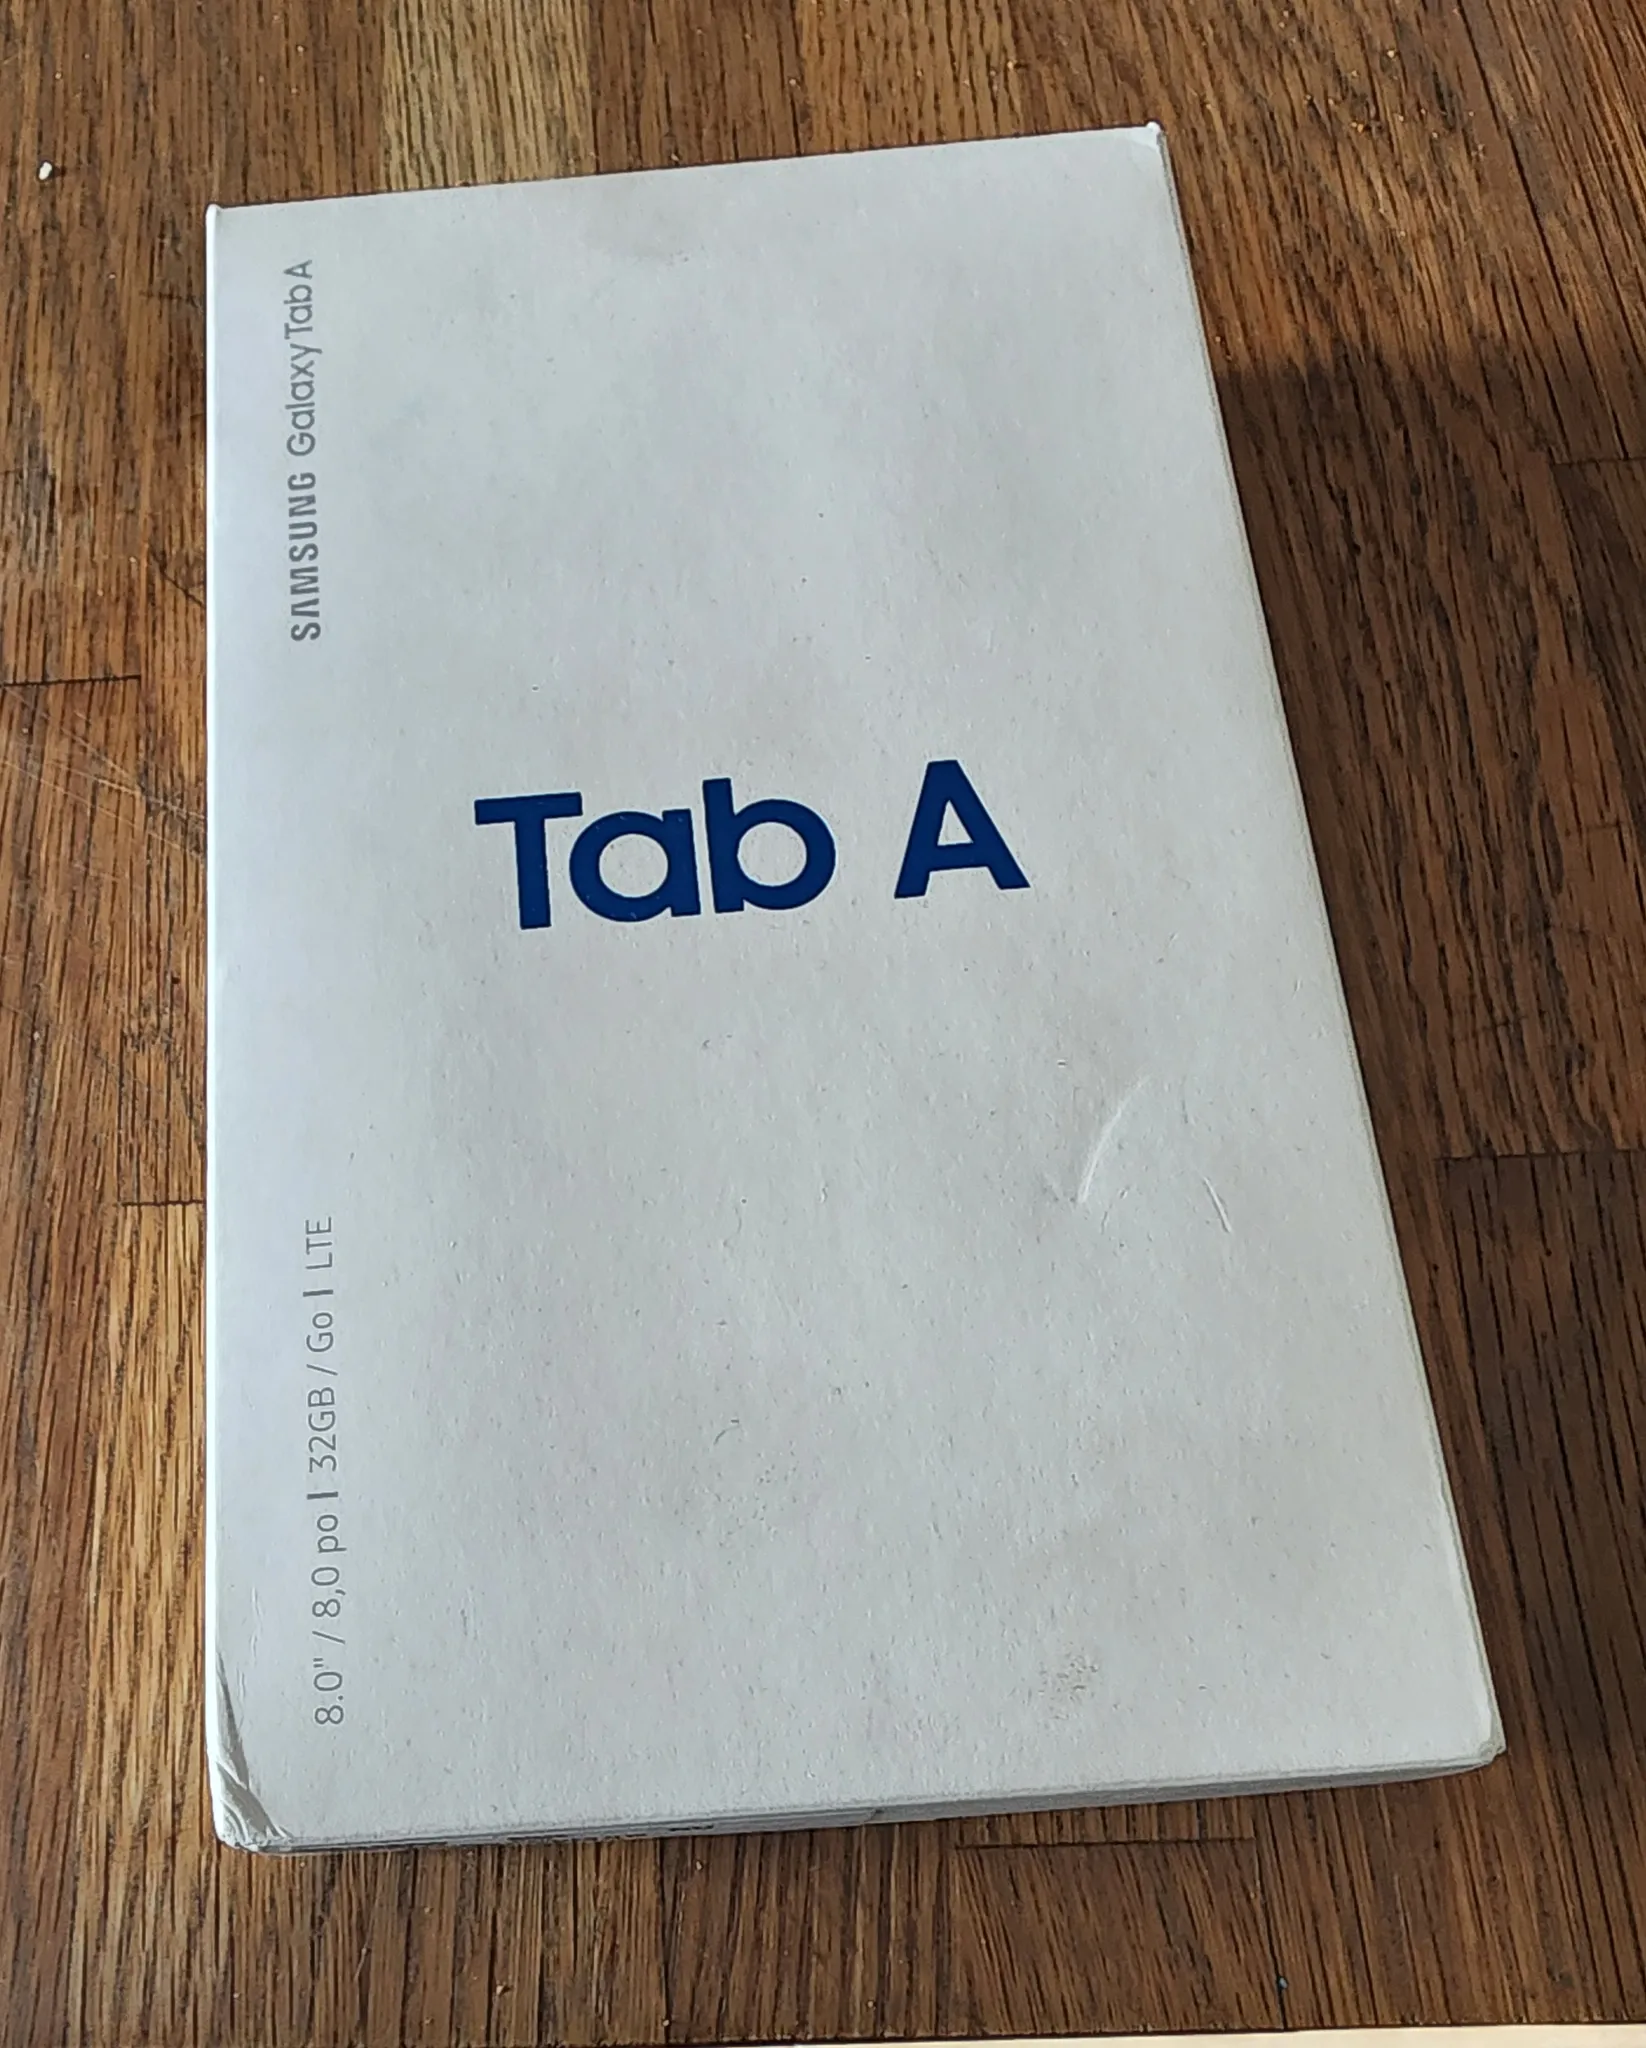 SAMSUNG Galaxy Tab A
Tab A
8.0" / 8,0 po | 32GB / Go | LTE